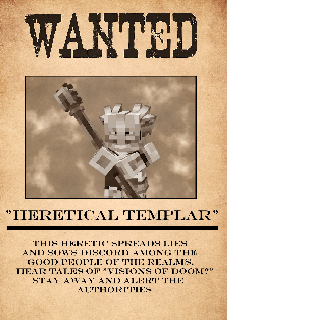 WANTED
"HERETICAL TEMPLAR"
THIS HERETIC SPREADS LIES
AND SOWS DISCORD AMONG THE
GOOD PEOPLE OF THE REALMS.
HEAR TALES OF "VISIONS OF DOOM?"
STAY AWAY AND ALERT THE
AUTHORITIES